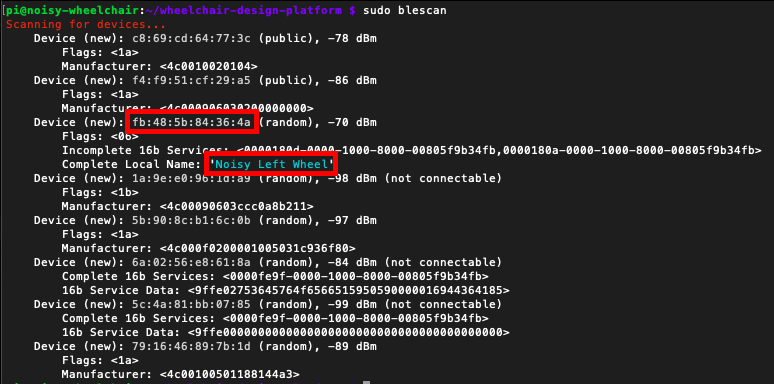 [pi@noisy-wheelchair:~/wheelchair-design-platform $ sudo blescan
Scanning for devices...
Device (new): c8:69:cd:64:77:3c (public), -78 dBm
Flags: <1a>
Manufacturer: <4c0010020104>
Device (new): f4:f9:51:cf:29:a5 (public), -86 dBm
Flags: <1a>
Manufacturer: <4c000906030200000000>
Device (new): fb:48:5b:84:36:4a (random), -70 dBm
Flags: <06>
Incomplete 16b Services: <0000180d-0000-1000-8000-00805f9b34fb,0000180a-0000-1000-8000-00805f9b34fb>
Complete Local Name: 'Noisy Left Wheel'
Device (new): 1a:9e:e0:96:1d:a9 (random), -98 dBm (not connectable)
Flags: <1b>
Manufacturer: <4c00090603ccc0a8b211>
Device (new): 5b:90:8c:b1:6c:0b (random), -97 dBm
Flags: <1a>
Manufacturer: <4c000f0200001005031c936f80>
Device (new): 6a:02:56:e8:61:8a (random), -84 dBm (not connectable)
Complete 16b Services: <0000fe9f-0000-1000-8000-00805f9b34fb>
16b Service Data: <9ffe02753645764f6566515950590000016944364185>
Device (new): 5c:4a:81:bb:07:85 (random), -99 dBm (not connectable)
Complete 16b Services: <0000fe9f-0000-1000-8000-00805f9b34fb>
16b Service Data: <9ffe0000000000000000000000000000000000000000>
Device (new): 79:16:46:89:7b:1d (random), -89 dBm
Flags: <1a>
Manufacturer: <4c00100501188144a3>